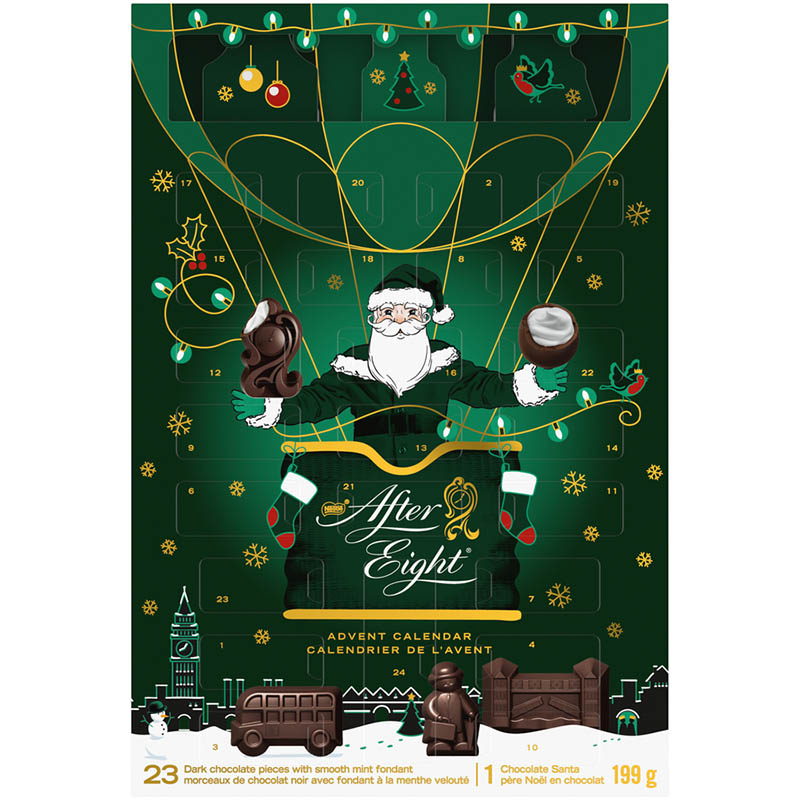 17 20 2 19
15 18 8 5
12 16 22
9 13 14
6 21 11
NESTLÉ
After
Eight®
23 7
ADVENT CALENDAR
CALENDRIER DE L'AVENT
1 4
24
3 10
23 Dark chocolate pieces with smooth mint fondant
morceaux de chocolat noir avec fondant à la menthe velouté
1 Chocolate Santa
père Noël en chocolat
199 g